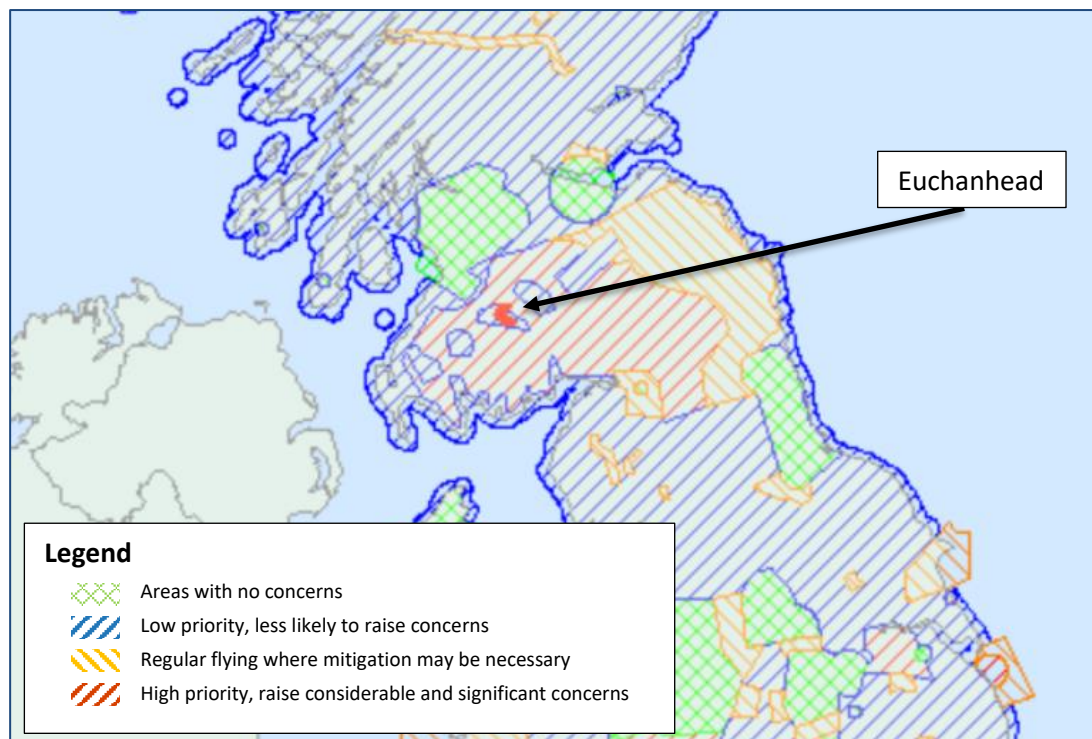 Euchanhead
Legend
Areas with no concerns
Low priority, less likely to raise concerns
Regular flying where mitigation may be necessary
High priority, raise considerable and significant concerns